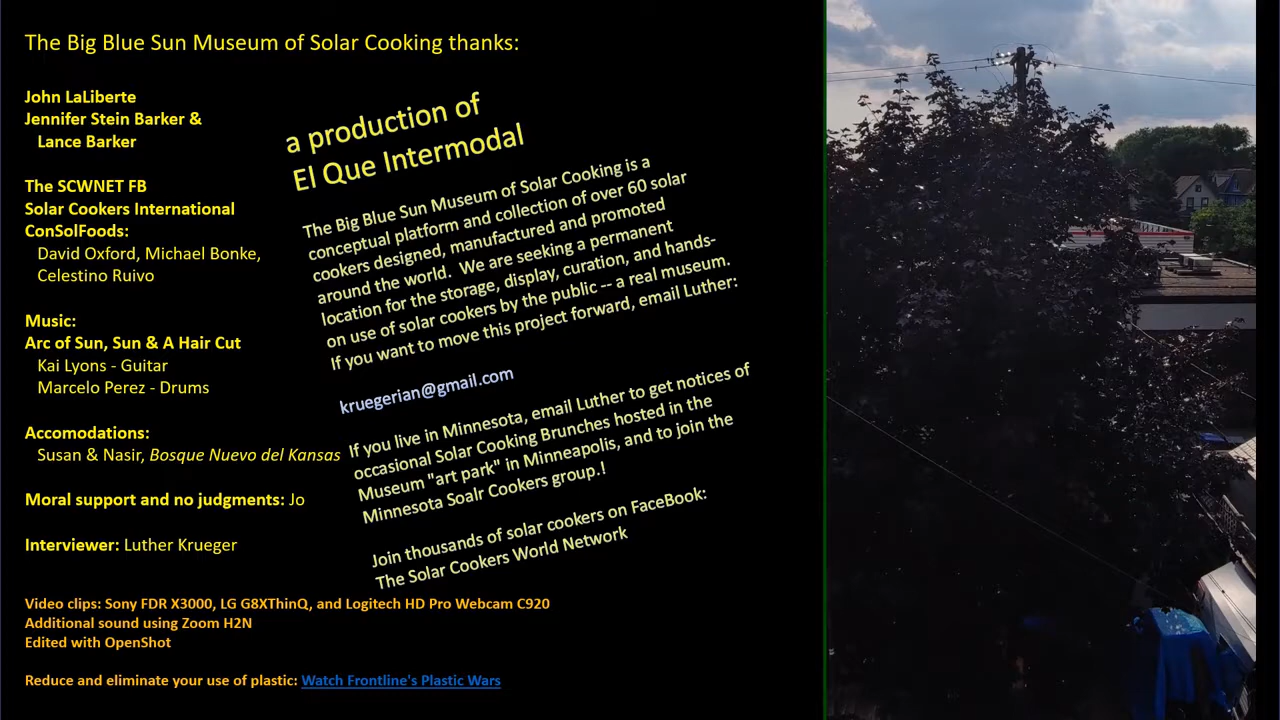 The Big Blue Sun Museum of Solar Cooking thanks:
John LaLiberte
Jennifer Stein Barker &
Lance Barker
The SCWNET FB
Solar Cookers International
ConSolFoods:
David Oxford, Michael Bonke,
Celestino Ruivo
Music:
Arc of Sun, Sun & A Hair Cut
Kai Lyons - Guitar
Marcelo Perez - Drums
Accomodations:
Susan & Nasir, Bosque Nuevo del Kansas
Moral support and no judgments: Jo
Interviewer: Luther Krueger
a production of
El Que Intermodal
The Big Blue Sun Museum of Solar Cooking is a
conceptual platform and collection of over 60 solar
cookers designed, manufactured and promoted
around the world. We are seeking a permanent
location for the storage, display, curation, and hands-
on use of solar cookers by the public -- a real museum.
If you want to move this project forward, email Luther:
kruegerian@gmail.com
If you live in Minnesota, email Luther to get notices of
occasional Solar Cooking Brunches hosted in the
Museum "art park" in Minneapolis, and to join the
Minnesota Soalr Cookers group.!
Join thousands of solar cookers on FaceBook:
The Solar Cookers World Network
Video clips: Sony FDR X3000, LG G8XThinQ, and Logitech HD Pro Webcam C920
Additional sound using Zoom H2N
Edited with OpenShot
Reduce and eliminate your use of plastic: Watch Frontline's Plastic Wars